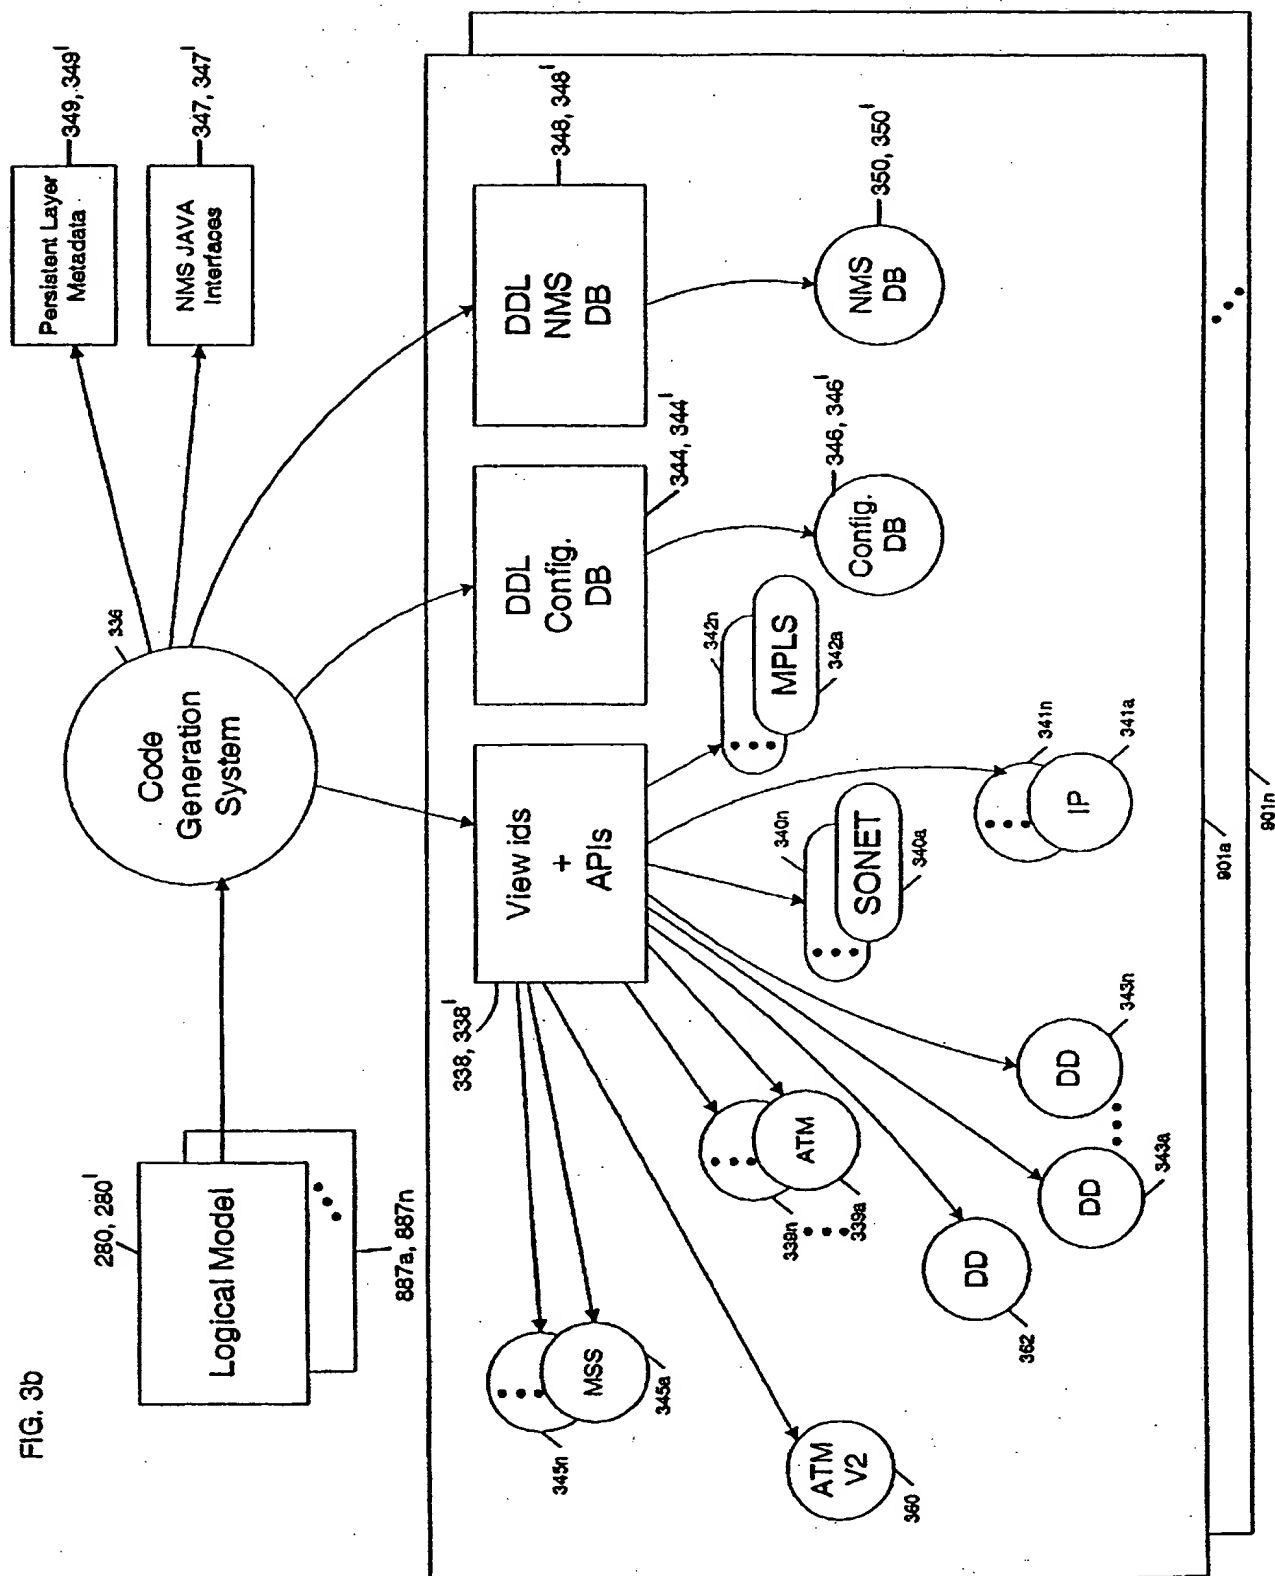 FIG. 3b
280, 280'
Logical Model
887a, 887n
Code
Generation
System
336
Persistent Layer
Metadata
349, 349'
NMS JAVA
Interfaces
347, 347'
338, 338'
View ids
+
APIs
DDL
Config.
DB
344, 344'
DDL
NMS
DB
348, 348'
345n
MSS
345a
ATM
V2
360
339n
339a
ATM
DD
362
DD
343a
DD
343n
340n
SONET
340a
342n
MPLS
342a
341n
IP
341a
Config.
DB
346, 346'
NMS
DB
350, 350'
901a
901n